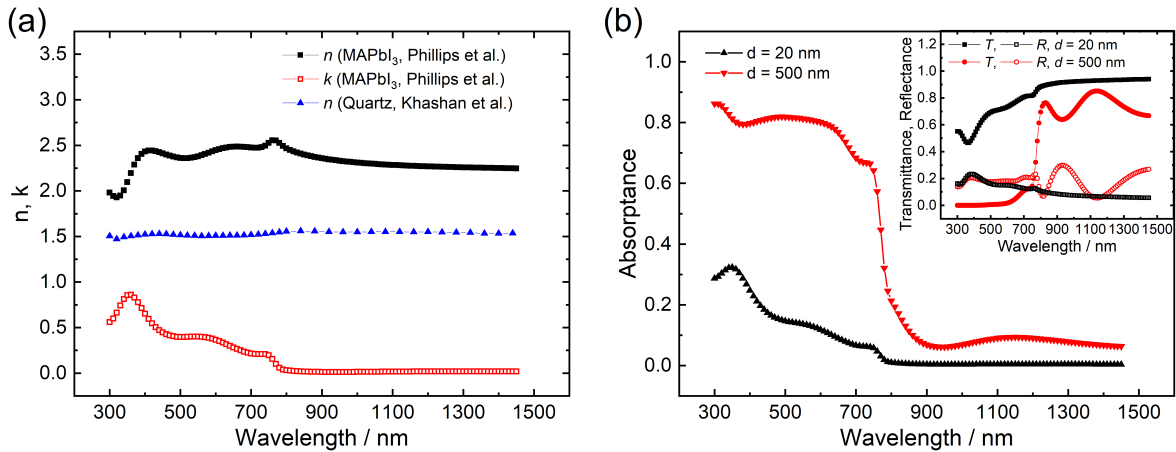 (a)
n (MAPbI₃, Phillips et al.)
k (MAPbI₃, Phillips et al.)
n (Quartz, Khashan et al.)
n, k
3.5
3.0
2.5
2.0
1.5
1.0
0.5
0.0
300 500 700 900 1100 1300 1500
Wavelength / nm
(b)
d = 20 nm
d = 500 nm
Absorptance
1.0
0.8
0.6
0.4
0.2
0.0
300 500 700 900 1100 1300 1500
Wavelength / nm
T, R, d = 20 nm
T, R, d = 500 nm
Transmittance, Reflectance
1.2
1.0
0.8
0.6
0.4
0.2
0.0
300 500 700 900 1100 1300 1500
Wavelength / nm